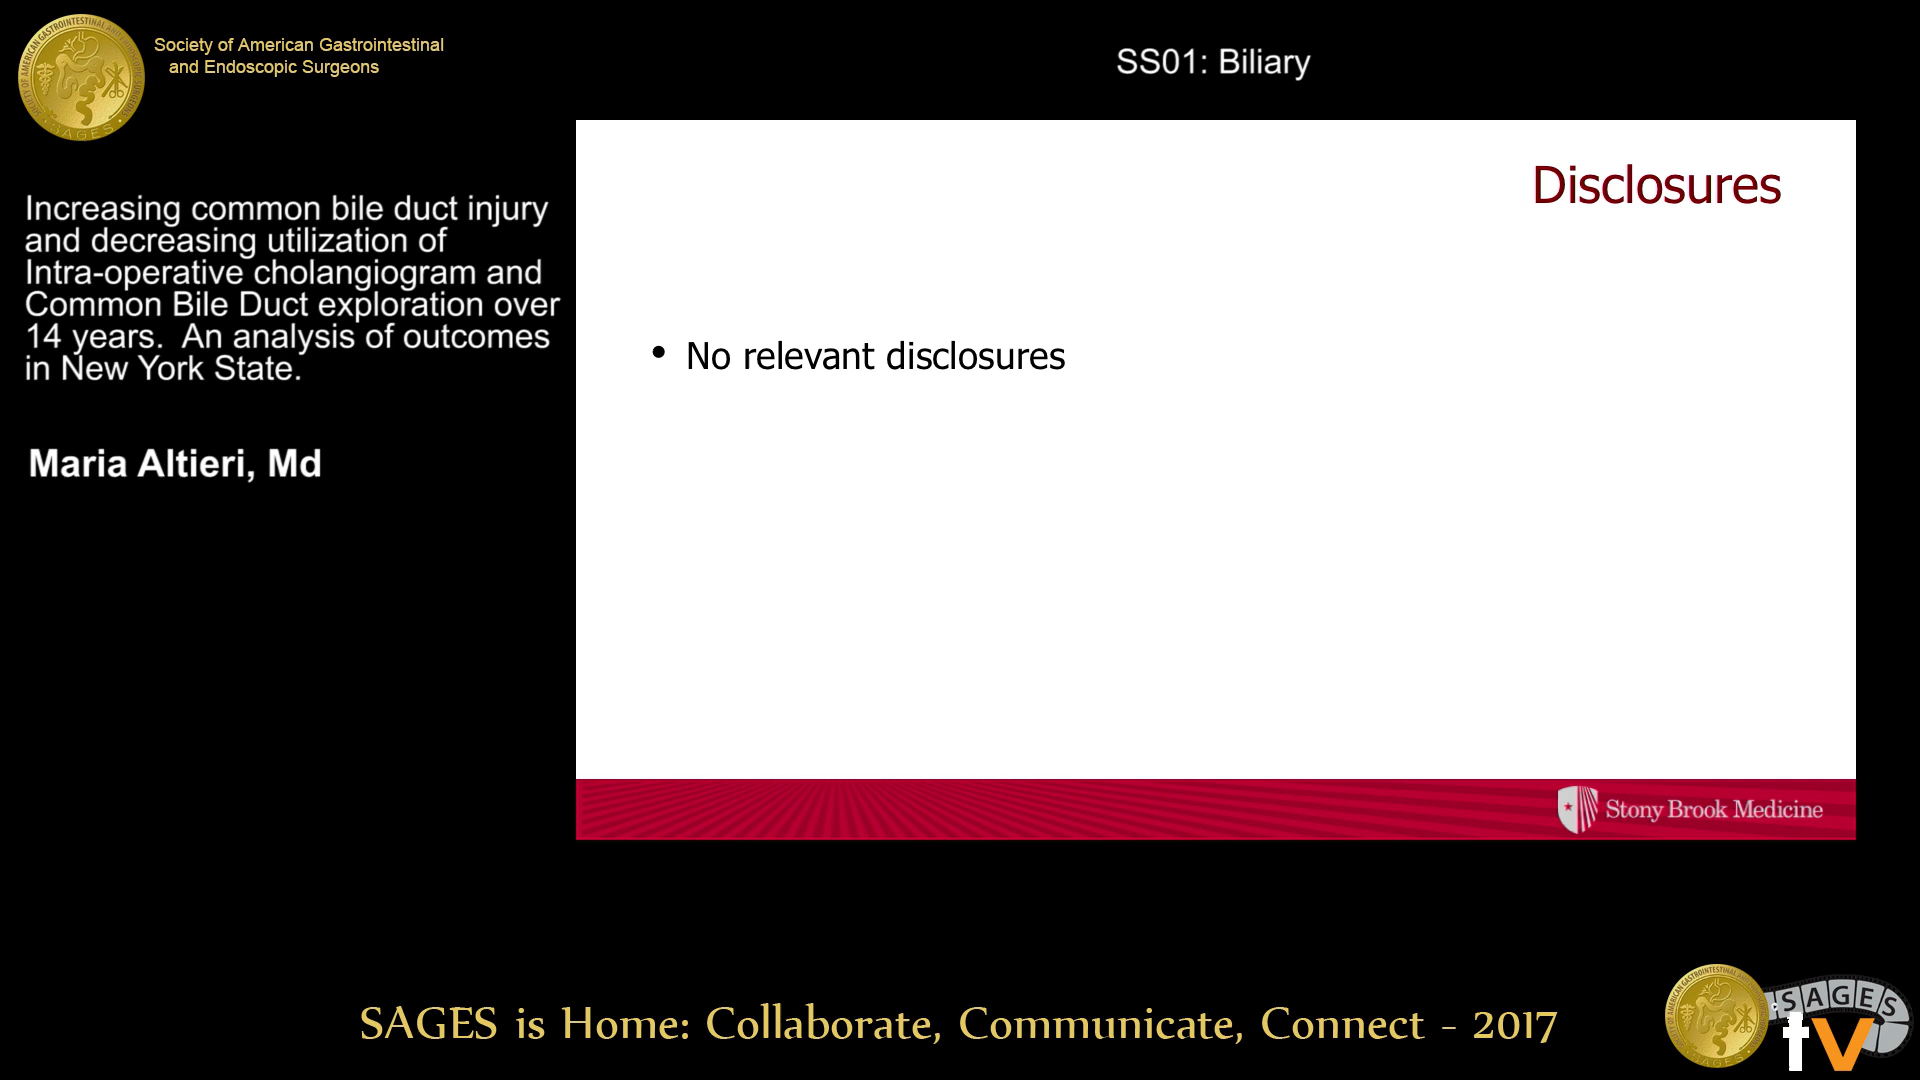 Society of American Gastrointestinal
and Endoscopic Surgeons
SS01: Biliary
Increasing common bile duct injury
and decreasing utilization of
Intra-operative cholangiogram and
Common Bile Duct exploration over
14 years.  An analysis of outcomes
in New York State.
Maria Altieri, Md
Disclosures
• No relevant disclosures
Stony Brook Medicine
SAGES is Home: Collaborate, Communicate, Connect - 2017
SAGES
tv